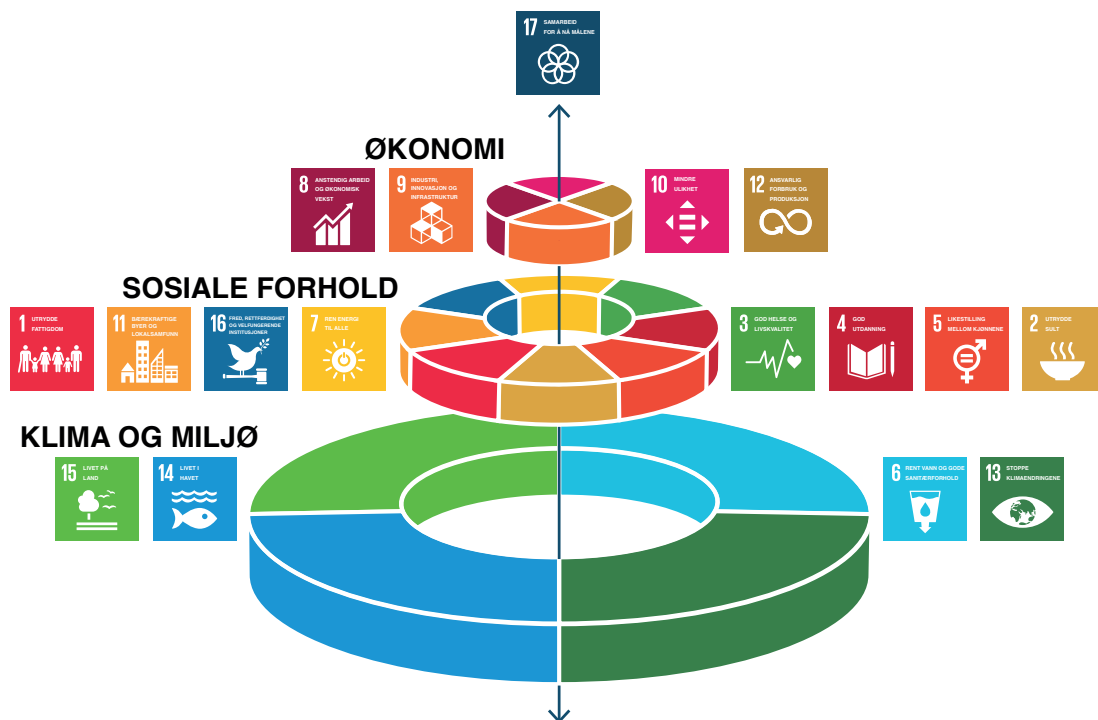 17 SAMARBEID
FOR Å NÅ MÅLENE
ØKONOMI
8 ANSTENDIG ARBEID
OG ØKONOMISK
VEKST
9 INDUSTRI,
INNOVASJON OG
INFRASTRUKTUR
10 MINDRE
ULIKHET
12 ANSVARLIG
FORBRUK OG
PRODUKSJON
SOSIALE FORHOLD
1 UTRYDDE
FATTIGDOM
11 BÆREKRAFTIGE
BYER OG
LOKALSAMFUNN
16 FRED, RETTFERDIGHET
OG VELFUNGERENDE
INSTITUSJONER
7 REN ENERGI
TIL ALLE
3 GOD HELSE OG
LIVSKVALITET
4 GOD
UTDANNING
5 LIKESTILLING
MELLOM KJØNNENE
2 UTRYDDE
SULT
KLIMA OG MILJØ
15 LIVET PÅ
LAND
14 LIVET I
HAVET
6 RENT VANN OG GODE
SANITÆRFORHOLD
13 STOPPE
KLIMAENDRINGENE